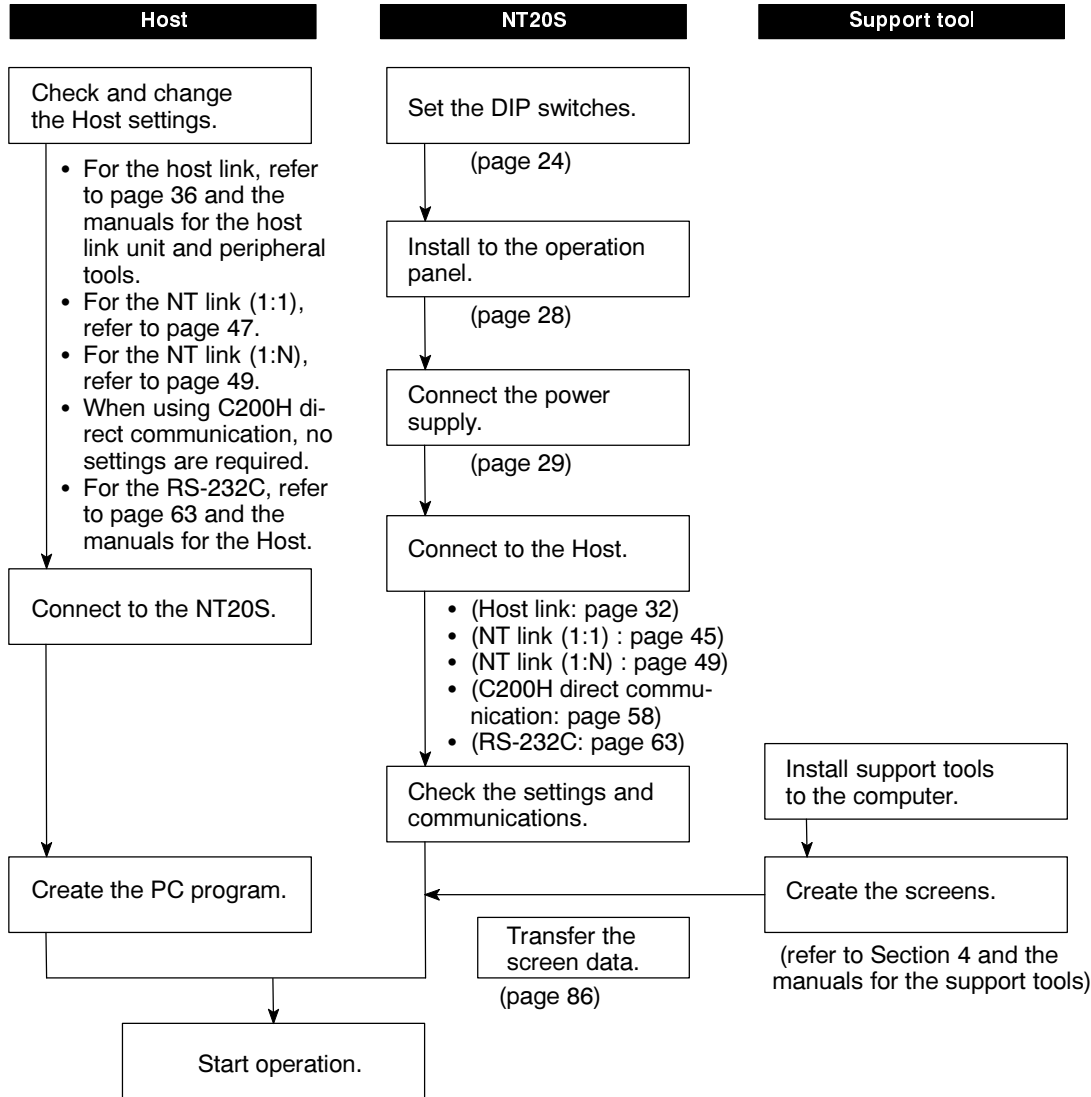 Host
Check and change
the Host settings.
• For the host link, refer
to page 36 and the
manuals for the host
link unit and peripheral
tools.
• For the NT link (1:1),
refer to page 47.
• For the NT link (1:N),
refer to page 49.
• When using C200H di-
rect communication, no
settings are required.
• For the RS-232C, refer
to page 63 and the
manuals for the Host.
Connect to the NT20S.
Create the PC program.
NT20S
Set the DIP switches.
(page 24)
Install to the operation
panel.
(page 28)
Connect the power
supply.
(page 29)
Connect to the Host.
• (Host link: page 32)
• (NT link (1:1) : page 45)
• (NT link (1:N) : page 49)
• (C200H direct commu-
nication: page 58)
• (RS-232C: page 63)
Check the settings and
communications.
Support tool
Install support tools
to the computer.
Create the screens.
(refer to Section 4 and the
manuals for the support tools)
Transfer the
screen data.
(page 86)
Start operation.